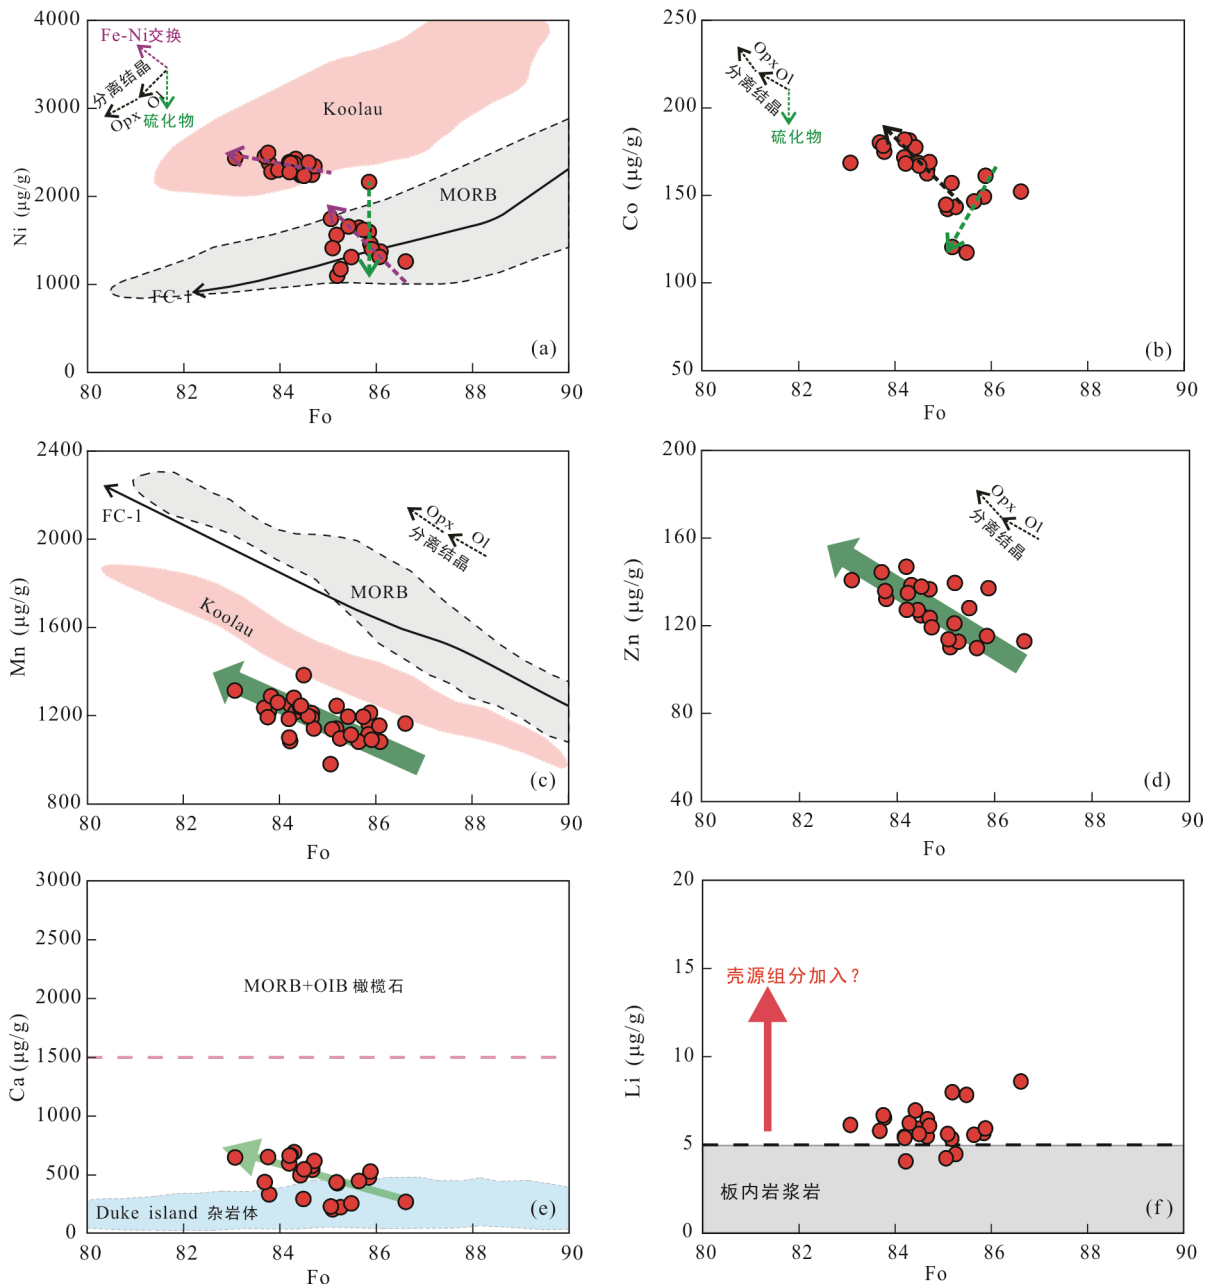 4000
3000
2000
1000
0
Ni (μg/g)
Fe-Ni交换
分离结晶
Ol
Opx
硫化物
Koolau
MORB
FC-1
(a)
80
82
84
86
88
90
Fo
250
200
150
100
50
Co (μg/g)
Opx
Ol
分离结晶
硫化物
(b)
80
82
84
86
88
90
Fo
2400
2000
1600
1200
800
Mn (μg/g)
FC-1
Opx
Ol
分离结晶
MORB
Koolau
(c)
80
82
84
86
88
90
Fo
200
160
120
80
40
Zn (μg/g)
Opx
Ol
分离结晶
(d)
80
82
84
86
88
90
Fo
3000
2500
2000
1500
1000
500
0
Ca (μg/g)
MORB+OIB 橄榄石
Duke island 杂岩体
(e)
80
82
84
86
88
90
Fo
20
15
10
5
0
Li (μg/g)
壳源组分加入?
板内岩浆岩
(f)
80
82
84
86
88
90
Fo